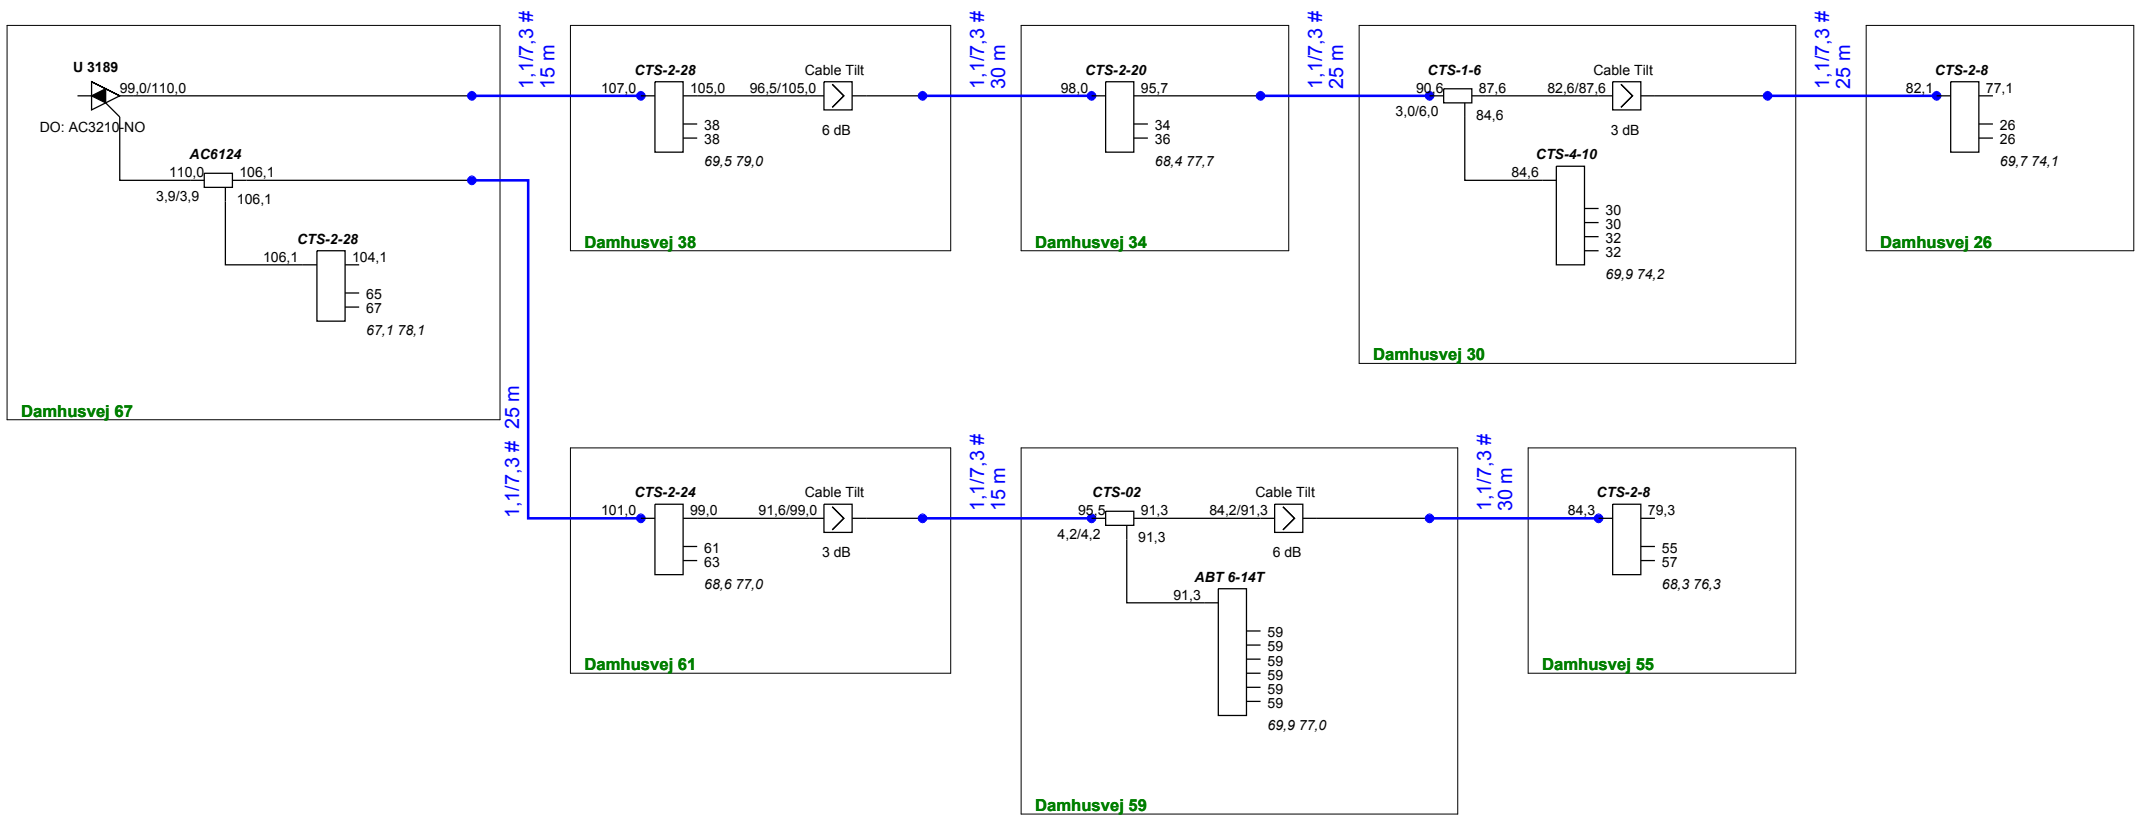 U 3189
99,0/110,0
DO: AC3210-NO
AC6124
110,0
106,1
3,9/3,9
106,1
CTS-2-28
106,1
104,1
65
67
67,1 78,1
Damhusvej 67
1,1/7,3 #
15 m
CTS-2-28
107,0
105,0
96,5/105,0
Cable Tilt
6 dB
38
38
69,5 79,0
Damhusvej 38
1,1/7,3 #
30 m
CTS-2-20
98,0
95,7
34
36
68,4 77,7
Damhusvej 34
1,1/7,3 #
25 m
CTS-1-6
90,6
87,6
3,0/6,0
84,6
82,6/87,6
Cable Tilt
3 dB
CTS-4-10
84,6
30
30
32
32
69,9 74,2
Damhusvej 30
1,1/7,3 #
25 m
CTS-2-8
82,1
77,1
26
26
69,7 74,1
Damhusvej 26
1,1/7,3 # 25 m
CTS-2-24
101,0
99,0
91,6/99,0
Cable Tilt
3 dB
61
63
68,6 77,0
Damhusvej 61
1,1/7,3 #
15 m
CTS-02
95,5
91,3
4,2/4,2
91,3
84,2/91,3
Cable Tilt
6 dB
ABT 6-14T
91,3
59
59
59
59
59
59
69,9 77,0
Damhusvej 59
1,1/7,3 #
30 m
CTS-2-8
84,3
79,3
55
57
68,3 76,3
Damhusvej 55